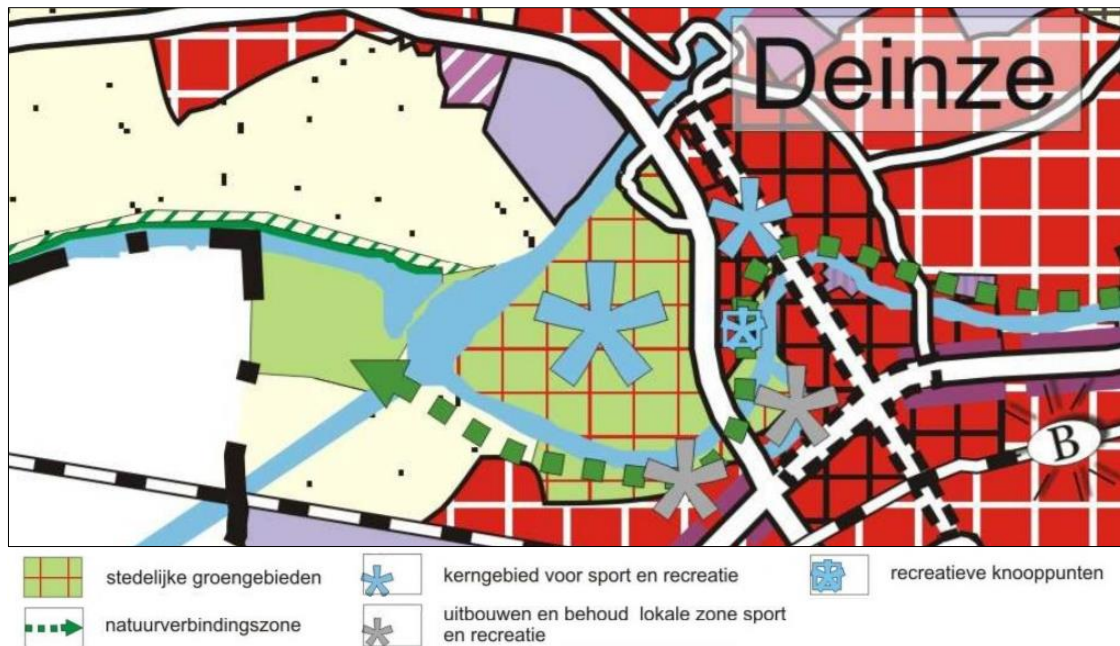 Deinze
B
stedelijke groengebieden
kerngebied voor sport en recreatie
recreatieve knooppunten
natuurverbindingszone
uitbouwen en behoud lokale zone sport
en recreatie